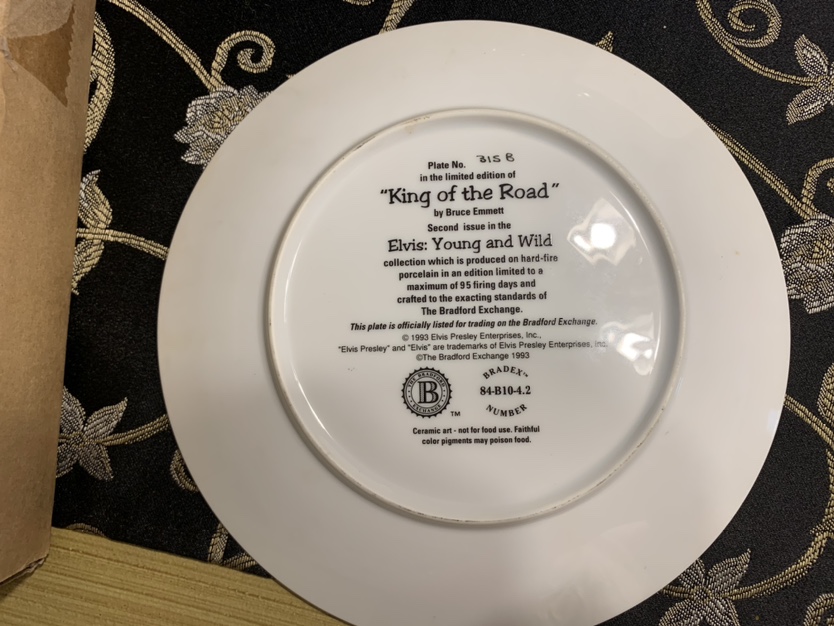 Plate No. 315 B
in the limited edition of
"King of the Road"
by Bruce Emmett
Second issue in the
Elvis: Young and Wild
collection which is produced on hard-fire
porcelain in an edition limited to a
maximum of 95 firing days and
crafted to the exacting standards of
The Bradford Exchange.
This plate is officially listed for trading on the Bradford Exchange.
© 1993 Elvis Presley Enterprises, Inc.,
"Elvis Presley" and "Elvis" are trademarks of Elvis Presley Enterprises, Inc.
©The Bradford Exchange 1993
THE BRADFORD
B
EXCHANGE
TM
BRADEX™
84-B10-4.2
NUMBER
Ceramic art - not for food use. Faithful
color pigments may poison food.